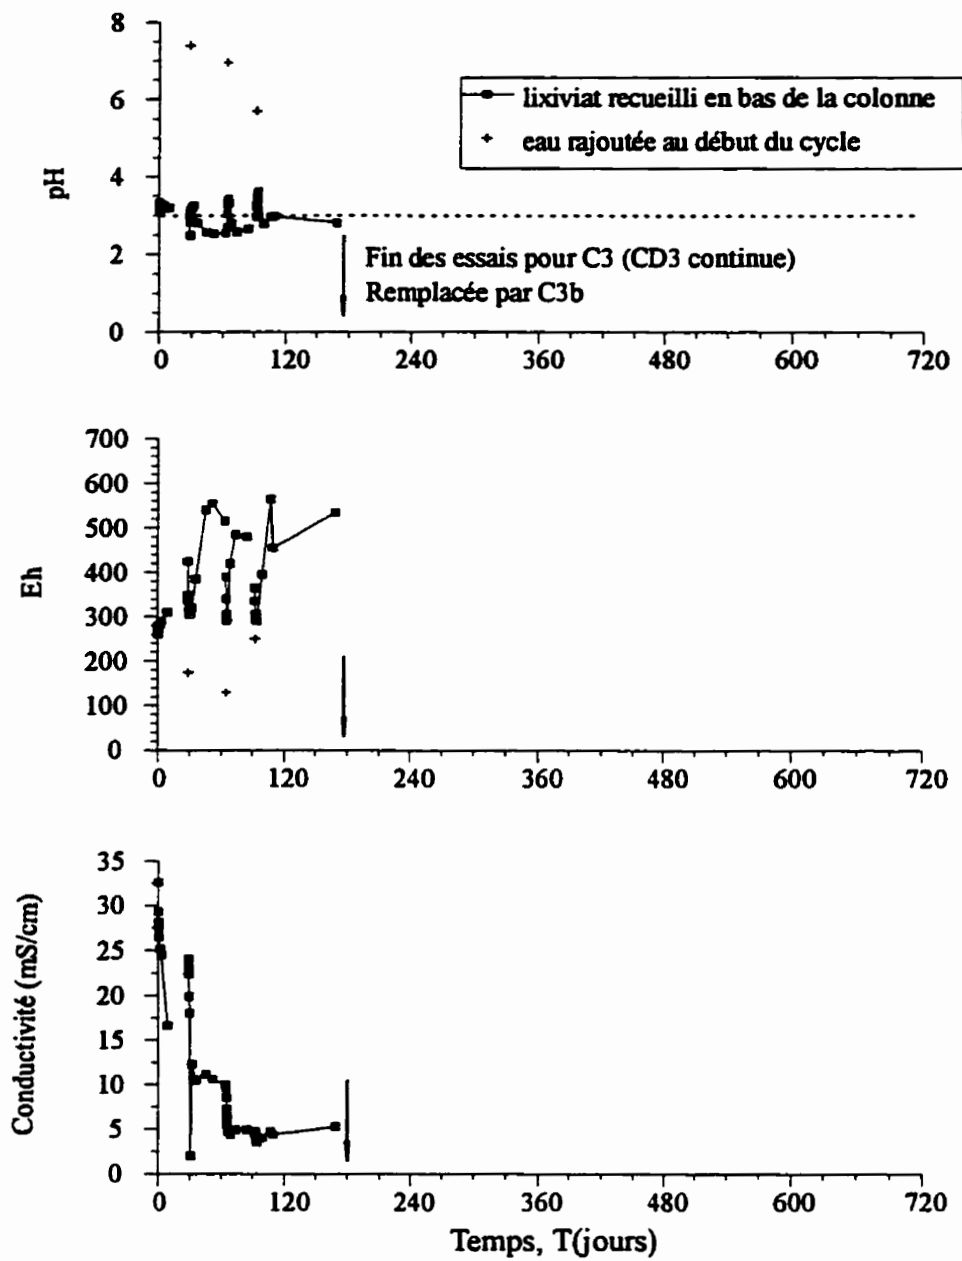 8
lixiviat recueilli en bas de la colonne
6
eau rajoutée au début du cycle
pH
4
2
Fin des essais pour C3 (CD3 continue)
Remplacée par C3b
0
0 120 240 360 480 600 720
700
600
500
400
Eh
300
200
100
0
0 120 240 360 480 600 720
35
30
25
20
Conductivité (mS/cm)
15
10
5
0
0 120 240 360 480 600 720
Temps, T(jours)